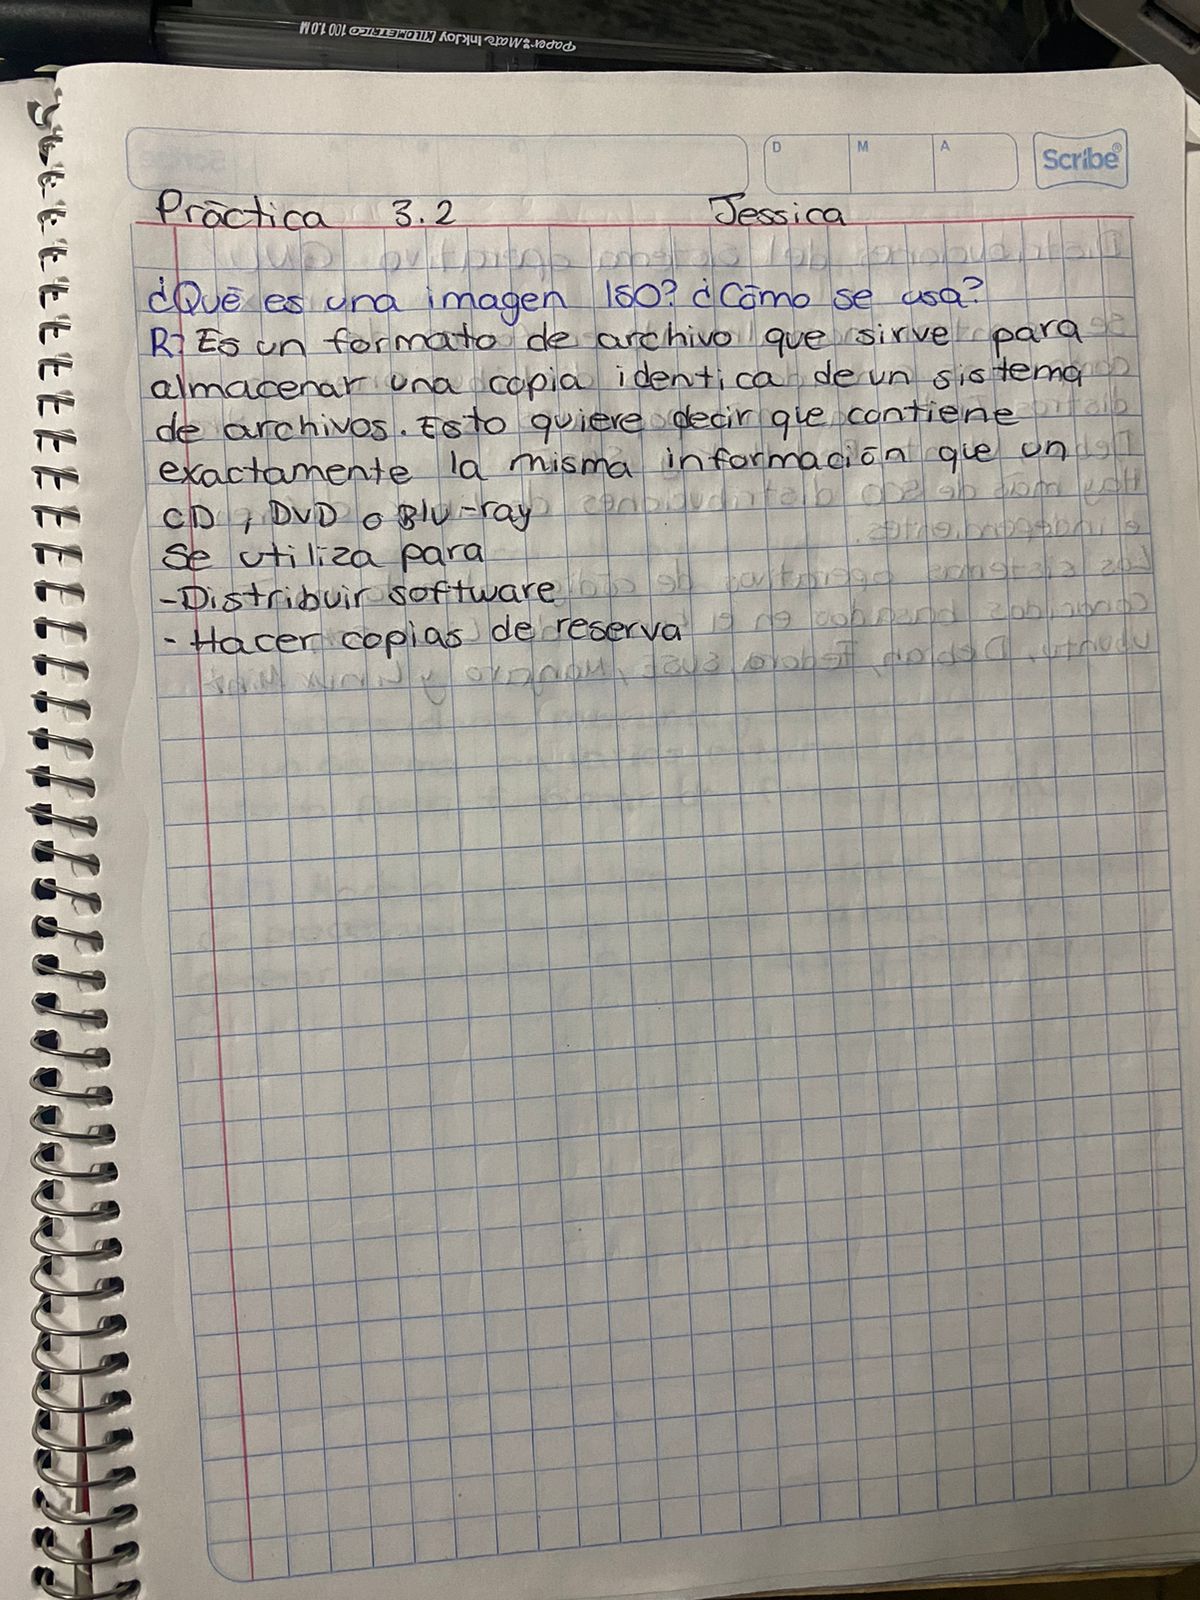 Paper Mate InkJoy KILOMETRICO 100 1.0 M
D M A
Scribe
Práctica 3.2 Jessica
¿Qué es una imagen ISO? ¿Cómo se usa?
R= Es un formato de archivo que sirve para
almacenar una copia identica de un sistema
de archivos. Esto quiere decir que contiene
exactamente la misma información que un
CD, DVD o Blu-ray
Se utiliza para
-Distribuir software
- Hacer copias de reserva